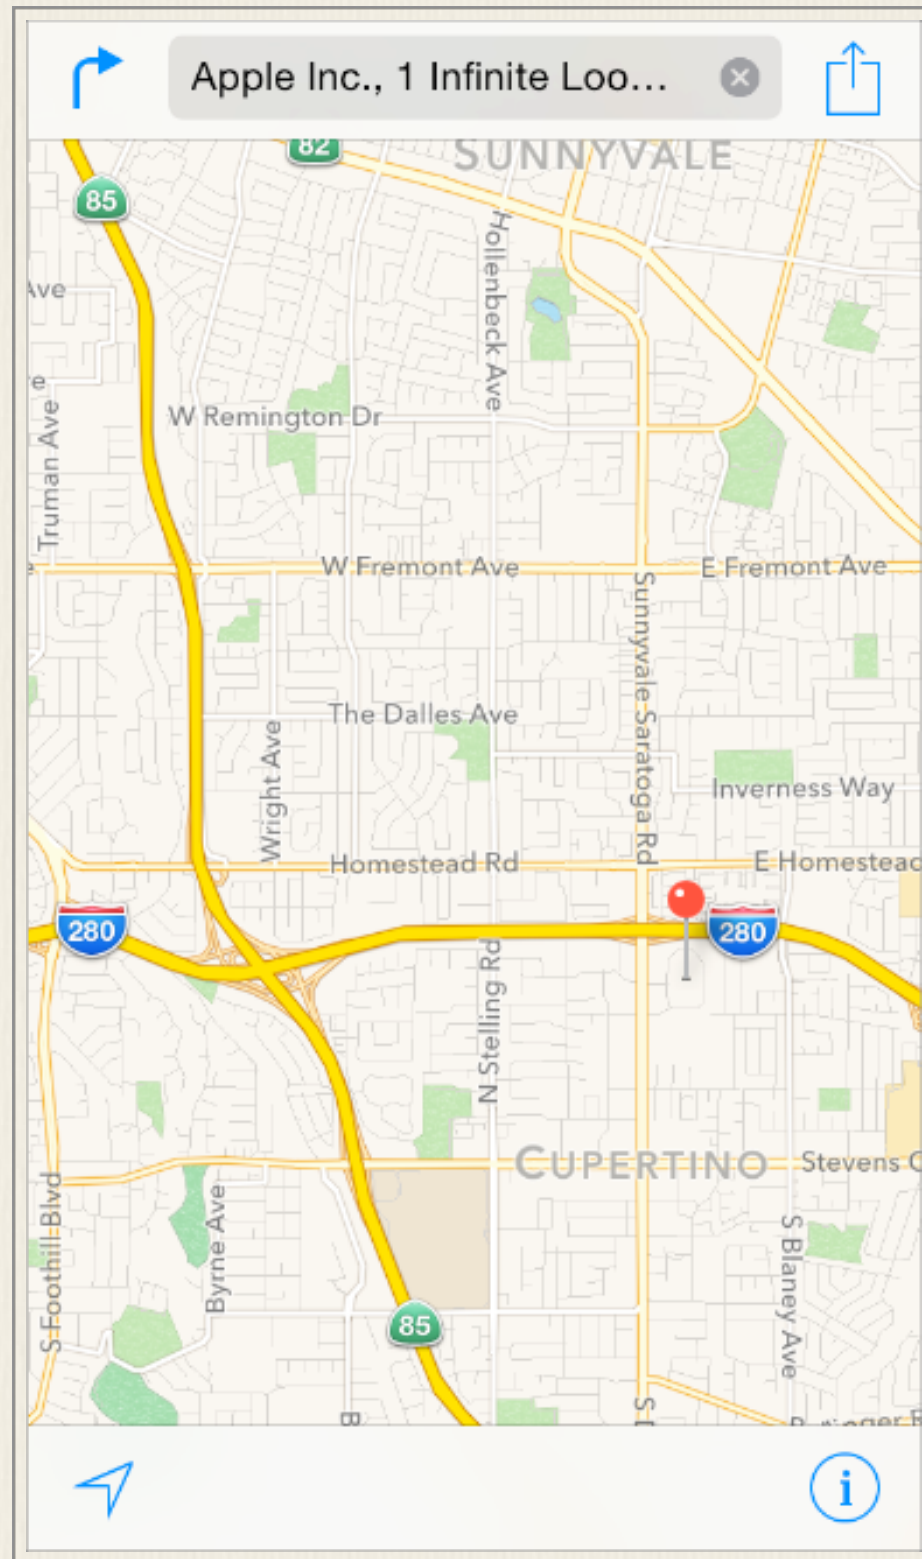 Apple Inc., 1 Infinite Loo...
82
SUNNYVALE
85
Hollenbeck Ave
Ave
W Remington Dr
Truman Ave
W Fremont Ave
E Fremont Ave
Sunnyvale Saratoga Rd
The Dalles Ave
Wright Ave
Inverness Way
Homestead Rd
E Homestead
280
280
N Stelling Rd
CUPERTINO
Stevens C
S Foothill Blvd
Byrne Ave
S Blaney Ave
85
i